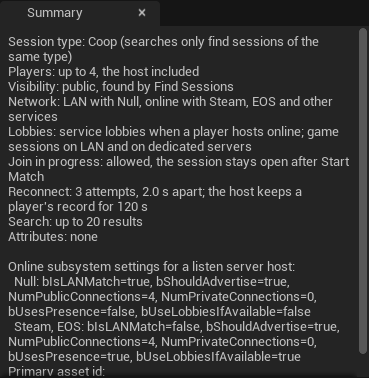 Summary ×
Session type: Coop (searches only find sessions of the
same type)
Players: up to 4, the host included
Visibility: public, found by Find Sessions
Network: LAN with Null, online with Steam, EOS and other
services
Lobbies: service lobbies when a player hosts online; game
sessions on LAN and on dedicated servers
Join in progress: allowed, the session stays open after Start
Match
Reconnect: 3 attempts, 2.0 s apart; the host keeps a
player's record for 120 s
Search: up to 20 results
Attributes: none

Online subsystem settings for a listen server host:
  Null: bIsLANMatch=true, bShouldAdvertise=true,
NumPublicConnections=4, NumPrivateConnections=0,
bUsesPresence=false, bUseLobbiesIfAvailable=false
  Steam, EOS: bIsLANMatch=false, bShouldAdvertise=true,
NumPublicConnections=4, NumPrivateConnections=0,
bUsesPresence=true, bUseLobbiesIfAvailable=true
Primary asset id: